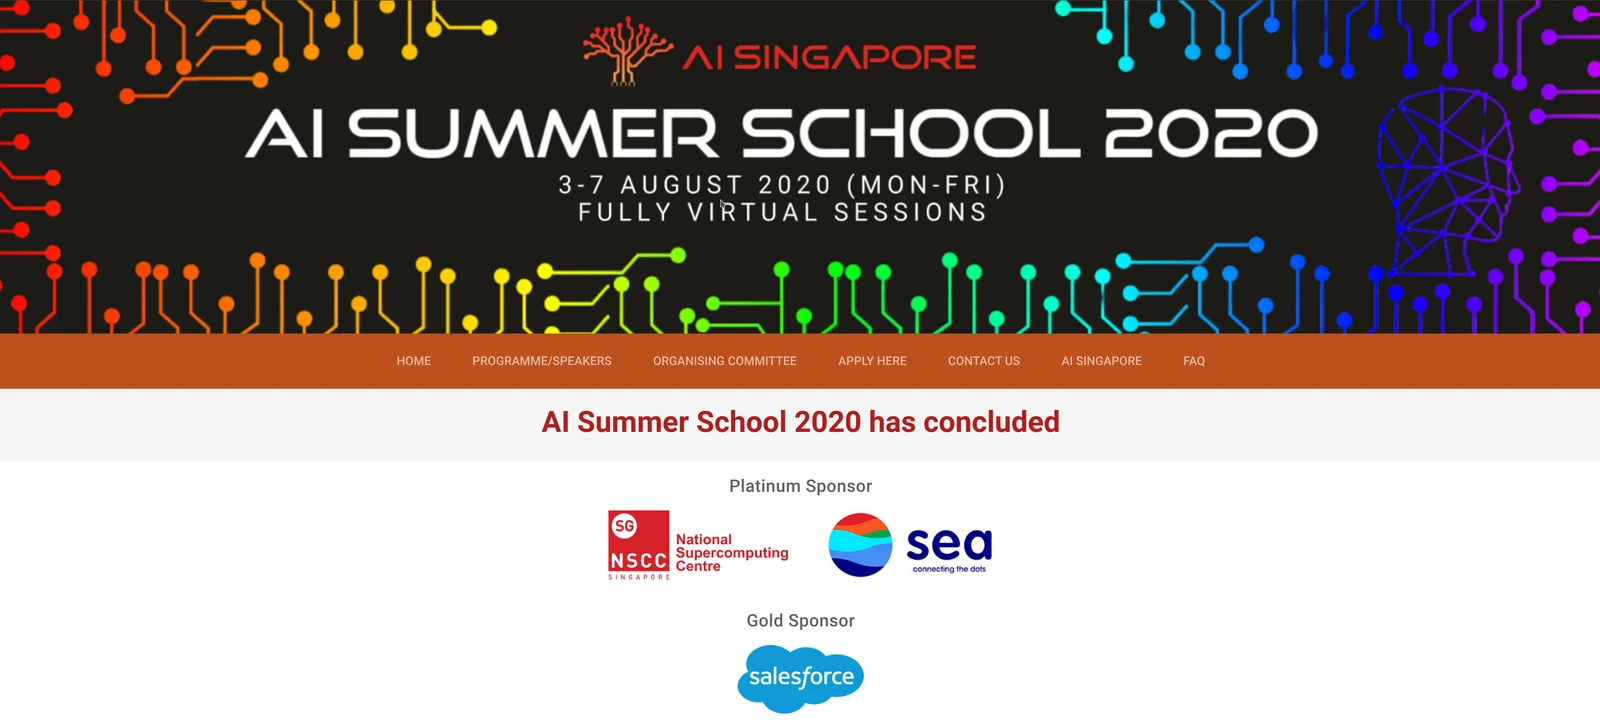 AI SINGAPORE
AI SUMMER SCHOOL 2020
3-7 AUGUST 2020 (MON-FRI)
FULLY VIRTUAL SESSIONS
HOME PROGRAMME/SPEAKERS ORGANISING COMMITTEE APPLY HERE CONTACT US AI SINGAPORE FAQ
AI Summer School 2020 has concluded
Platinum Sponsor
SG
NSCC
SINGAPORE
National
Supercomputing
Centre
sea
connecting the dots
Gold Sponsor
salesforce